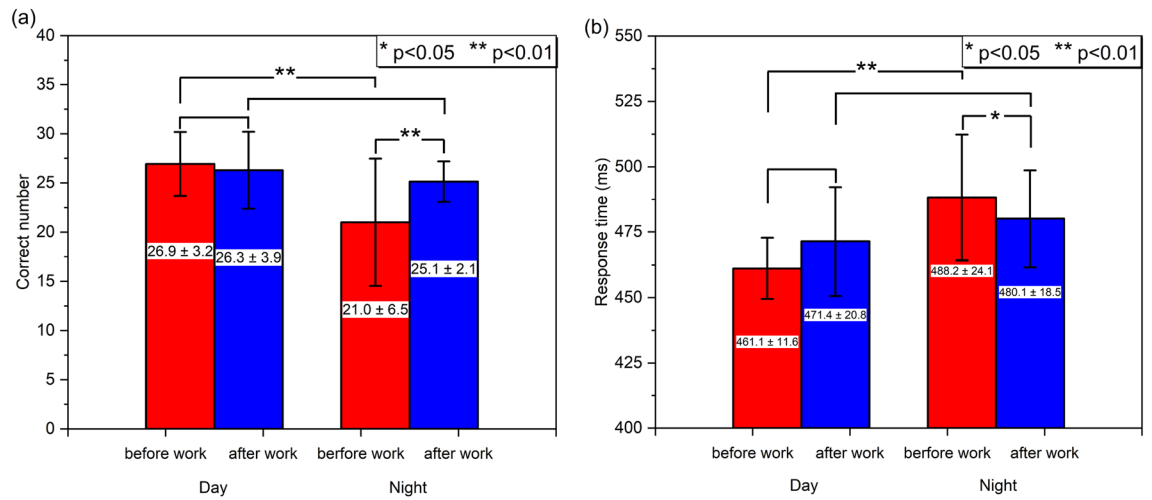 (a)
* p<0.05 ** p<0.01
**
**
Correct number
40
35
30
25
20
15
10
5
0
26.9 ± 3.2
26.3 ± 3.9
21.0 ± 6.5
25.1 ± 2.1
before work after work berfore work after work
Day Night
(b)
* p<0.05 ** p<0.01
**
*
Response time (ms)
550
525
500
475
450
425
400
461.1 ± 11.6
471.4 ± 20.8
488.2 ± 24.1
480.1 ± 18.5
before work after work berfore work after work
Day Night